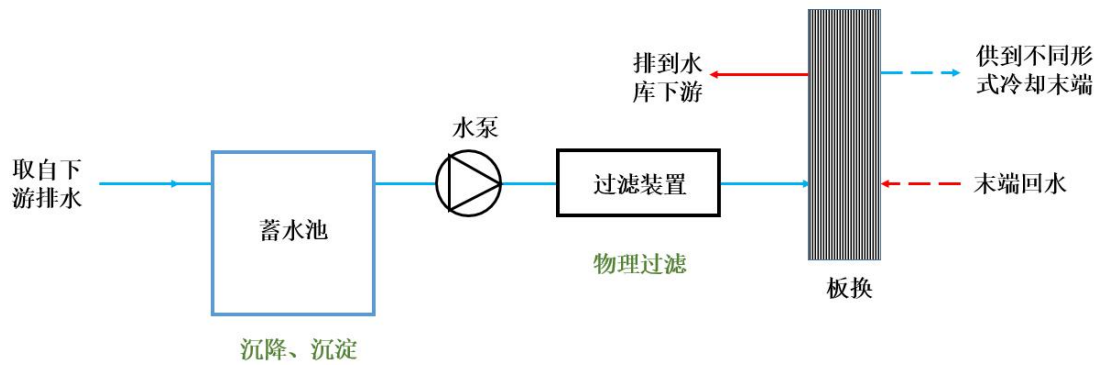 取自下
游排水
蓄水池
沉降、沉淀
水泵
过滤装置
物理过滤
排到水
库下游
板换
供到不同形
式冷却末端
末端回水